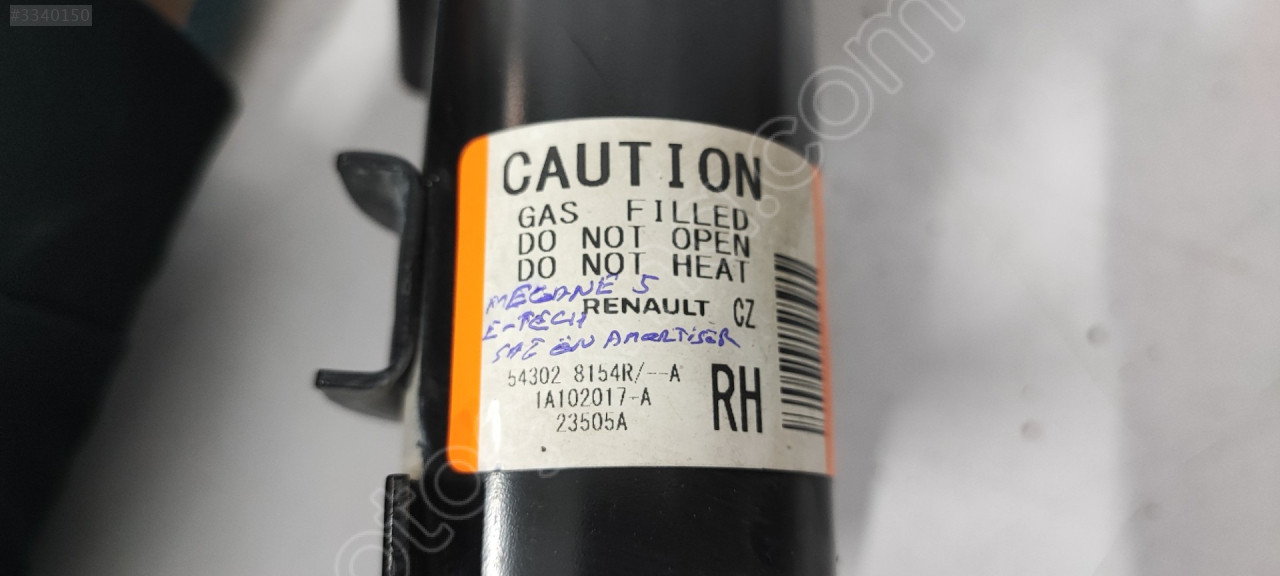 #3340150
CAUTION
GAS FILLED
DO NOT OPEN
DO NOT HEAT
MEGANE 5
RENAULT CZ
E-TECH
SAĞ ÖN AMORTİSÖR
54302 8154R/--A
1A102017-A
23505A
RH
1